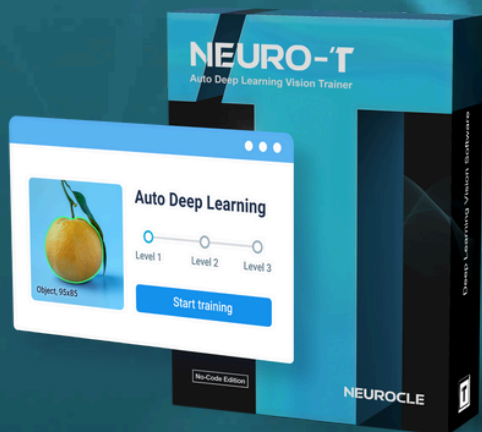 NEURO-T
Auto Deep Learning Vision Trainer
Deep Learning Vision Software
Auto Deep Learning
Level 1
Level 2
Level 3
Object, 95x85
Start training
No-Code Edition
NEUROCLE
T